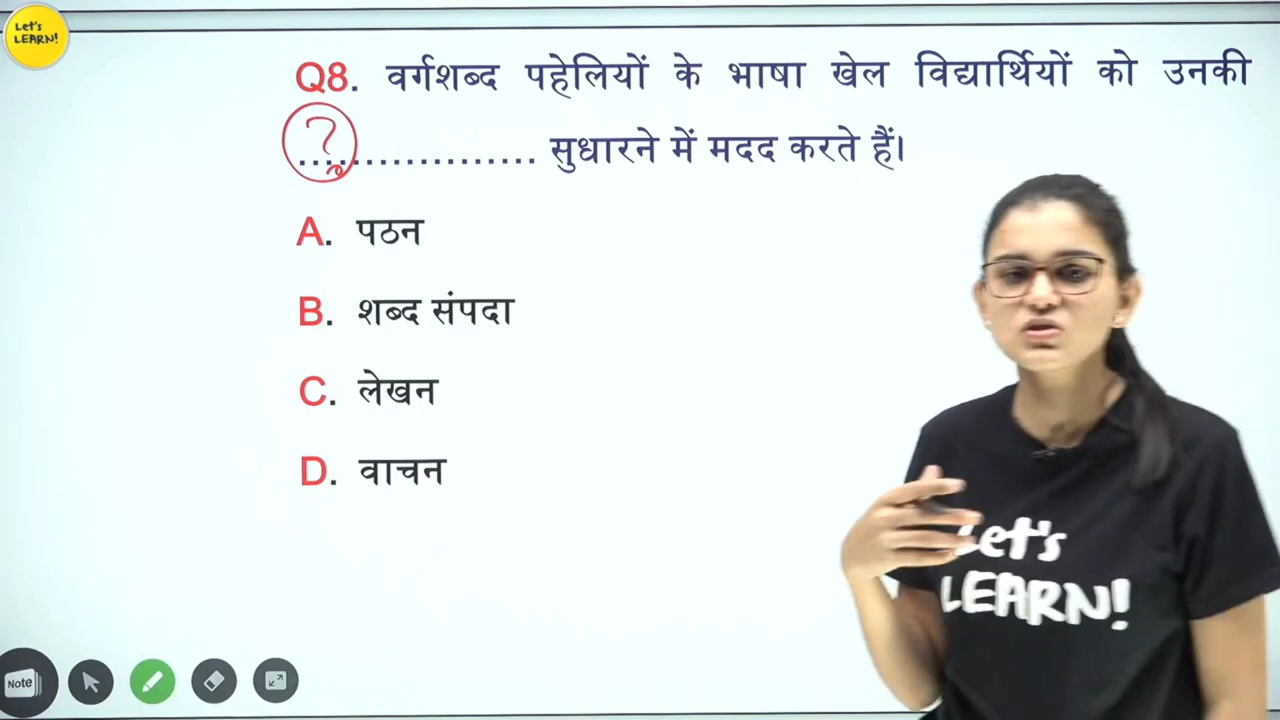 Let's
LEARN!
Q8. वर्गशब्द पहेलियों के भाषा खेल विद्यार्थियों को उनकी
? .................. सुधारने में मदद करते हैं।
A. पठन
B. शब्द संपदा
C. लेखन
D. वाचन
Let's
LEARN!
Note